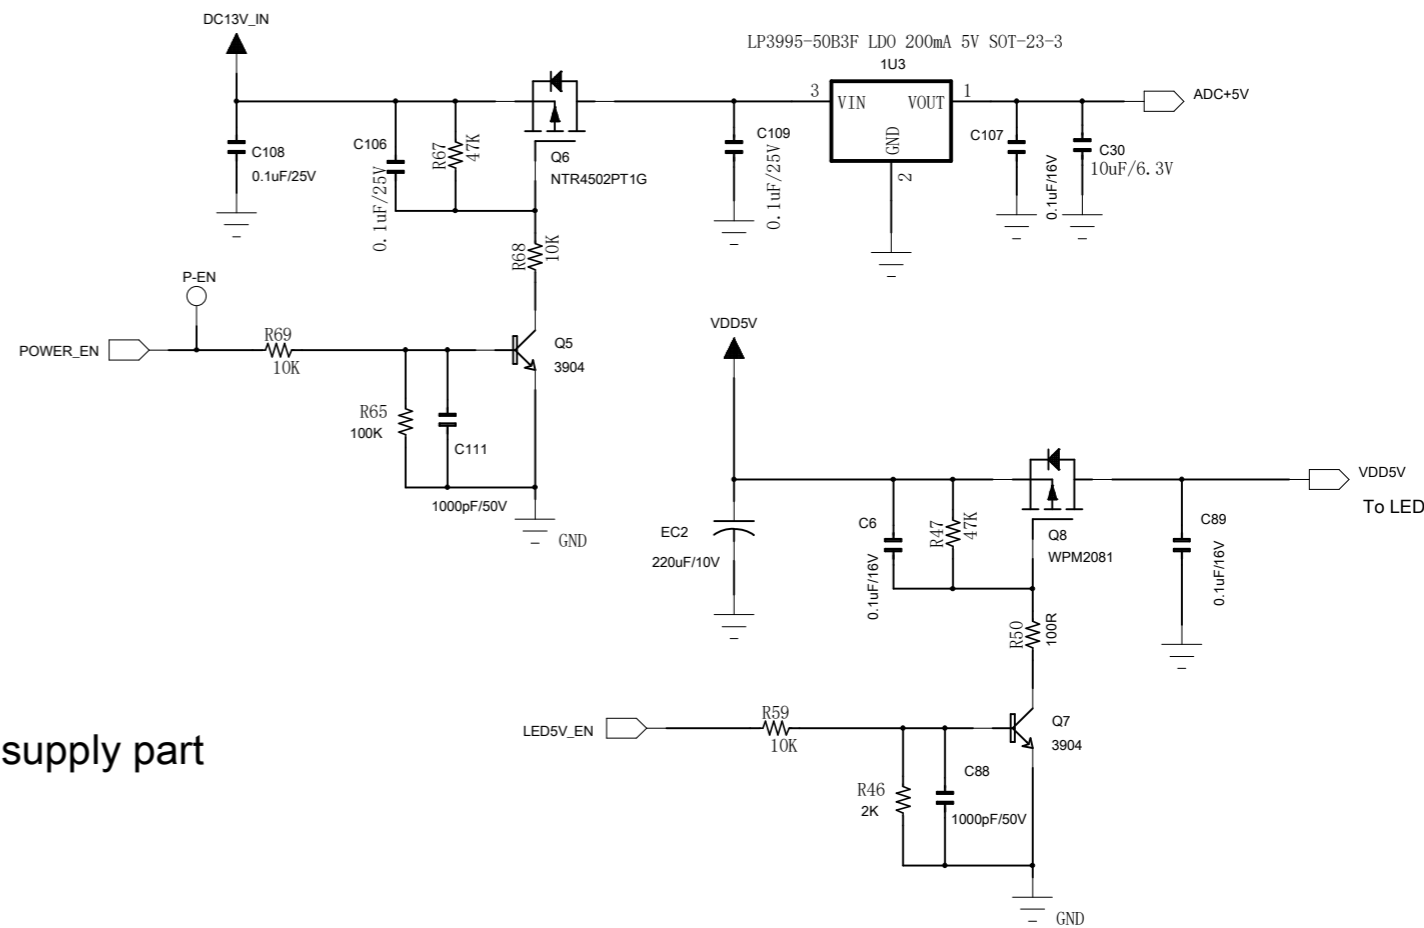 DC13V_IN
LP3995-50B3F LDO 200mA 5V SOT-23-3
1U3
3
VIN
VOUT
1
GND
2
ADC+5V
C108
0.1uF/25V
C106
0.1uF/25V
R67
47K
Q6
NTR4502PT1G
C109
0.1uF/25V
C107
0.1uF/16V
C30
10uF/6.3V
R68
10K
P-EN
POWER_EN
R69
10K
Q5
3904
R65
100K
C111
1000pF/50V
GND
VDD5V
EC2
220uF/10V
C6
0.1uF/16V
R47
47K
Q8
WPM2081
C89
0.1uF/16V
VDD5V
To LED
R50
100R
LED5V_EN
R59
10K
Q7
3904
R46
2K
C88
1000pF/50V
GND
supply part